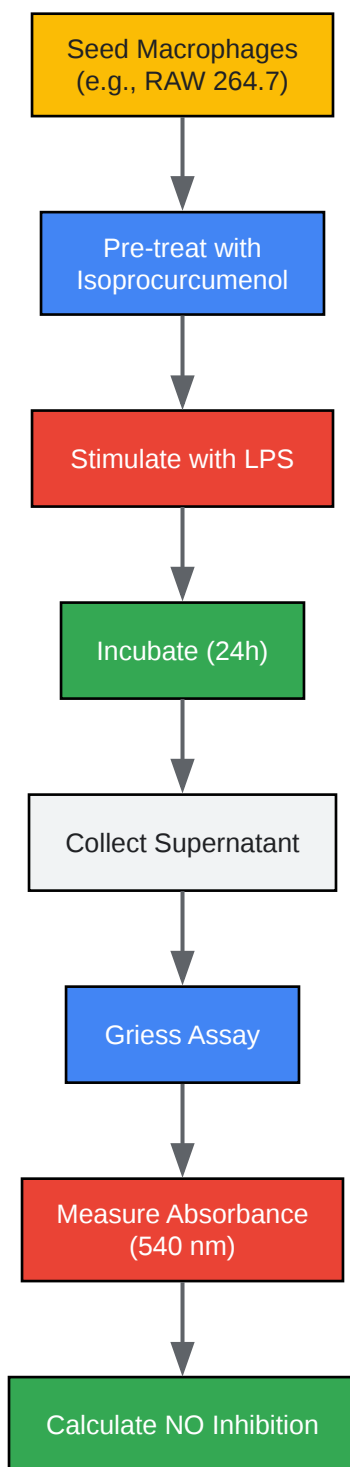 Seed Macrophages
(e.g., RAW 264.7)
Pre-treat with
Isoprocurcumenol
Stimulate with LPS
Incubate (24h)
Collect Supernatant
Griess Assay
Measure Absorbance
(540 nm)
Calculate NO Inhibition